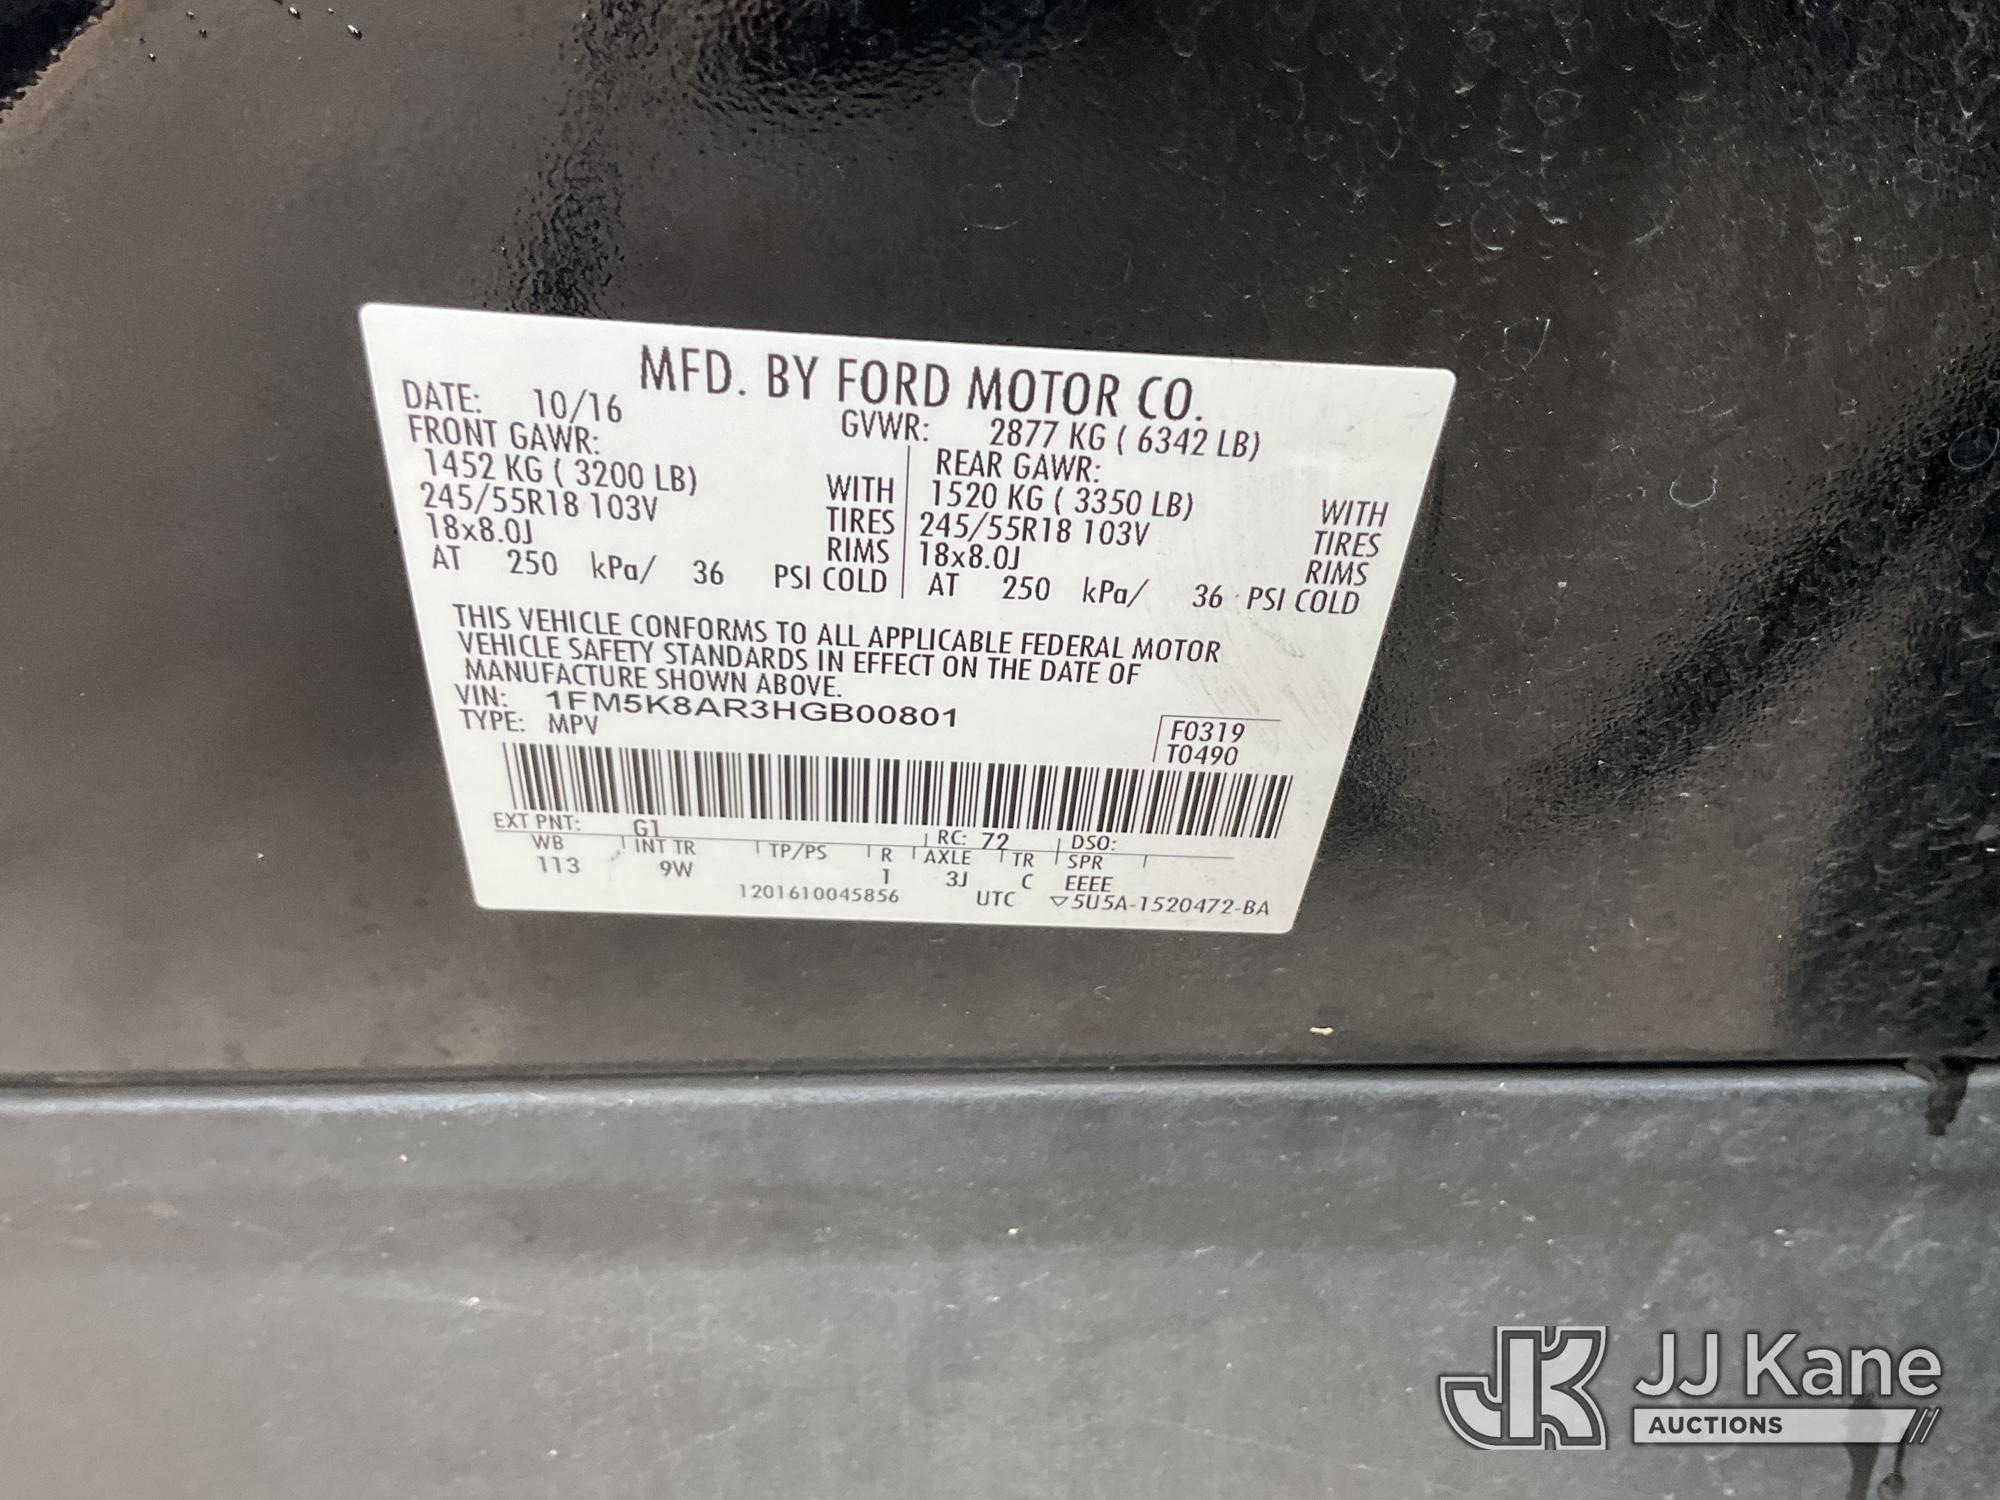 MFD. BY FORD MOTOR CO.
DATE: 10/16 GVWR: 2877 KG ( 6342 LB)
FRONT GAWR: REAR GAWR:
1452 KG ( 3200 LB) WITH 1520 KG ( 3350 LB) WITH
245/55R18 103V TIRES 245/55R18 103V TIRES
18x8.0J RIMS 18x8.0J RIMS
AT 250 kPa/ 36 PSI COLD AT 250 kPa/ 36 PSI COLD
THIS VEHICLE CONFORMS TO ALL APPLICABLE FEDERAL MOTOR
VEHICLE SAFETY STANDARDS IN EFFECT ON THE DATE OF
MANUFACTURE SHOWN ABOVE.
VIN: 1FM5K8AR3HGB00801
TYPE: MPV F0319
T0490
EXT PNT: G1 RC: 72 DSO:
WB INT TR TP/PS R AXLE TR SPR
113 9W 1 3J C EEEE
1201610045856 UTC ▽5U5A-1520472-BA
JK JJ Kane
AUCTIONS